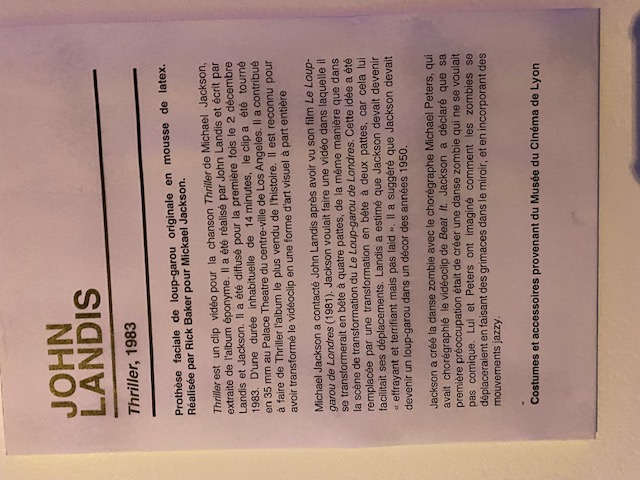 JOHN
LANDIS
Thriller, 1983
Prothèse faciale de loup-garou originale en mousse de latex.
Réalisée par Rick Baker pour Mickael Jackson.
Thriller est un clip vidéo pour la chanson Thriller de Michael Jackson,
extraite de l'album éponyme. Il a été réalisé par John Landis et écrit par
Landis et Jackson. Il a été diffusé pour la première fois le 2 décembre
1983. D'une durée inhabituelle de 14 minutes, le clip a été tourné
en 35 mm au Palace Theatre du centre-ville de Los Angeles. Il a contribué
à faire de Thriller l'album le plus vendu de l'histoire. Il est reconnu pour
avoir transformé le vidéoclip en une forme d'art visuel à part entière
Michael Jackson a contacté John Landis après avoir vu son film Le Loup-
garou de Londres (1981). Jackson voulait faire une vidéo dans laquelle il
se transformerait en bête à quatre pattes, de la même manière que dans
la scène de transformation du Le Loup-garou de Londres. Cette idée a été
remplacée par une transformation en bête à deux pattes, car cela lui
facilitait ses déplacements. Landis a estimé que Jackson devait devenir
« effrayant et terrifiant mais pas laid ». Il a suggéré que Jackson devait
devenir un loup-garou dans un décor des années 1950.
Jackson a créé la danse zombie avec le chorégraphe Michael Peters, qui
avait chorégraphié le vidéoclip de Beat It. Jackson a déclaré que sa
première préoccupation était de créer une danse zombie qui ne se voulait
pas comique. Lui et Peters ont imaginé comment les zombies se
déplaceraient en faisant des grimaces dans le miroir, et en incorporant des
mouvements jazzy.
-
Costumes et accessoires provenant du Musée du Cinéma de Lyon